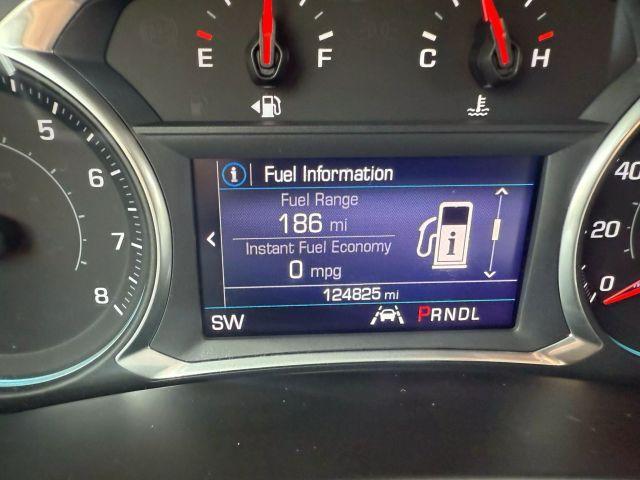 E F C H
i Fuel Information
Fuel Range
186 mi
Instant Fuel Economy
0 mpg
i
124825 mi
SW PRNDL
5
6
7
8
40
20
0